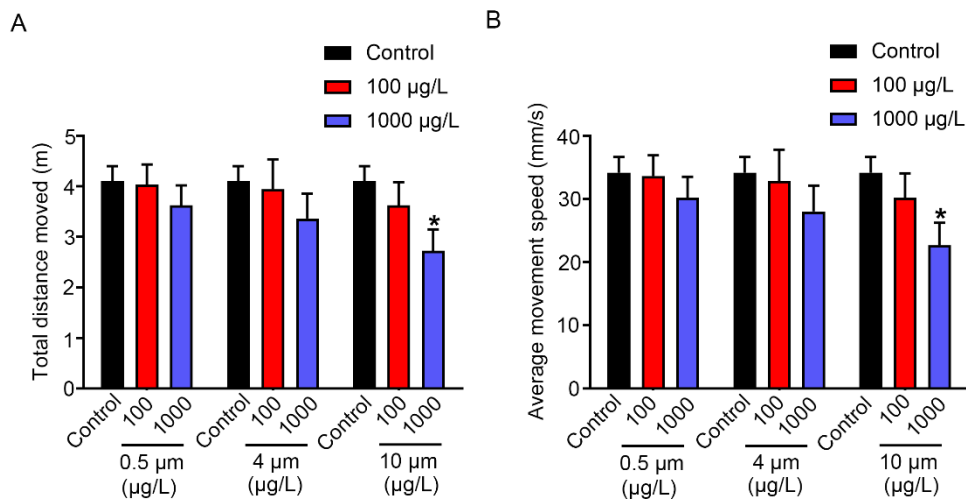 A
Control
100 µg/L
1000 µg/L
Total distance moved (m)
5
4
3
2
1
0
*
Control
100
1000
Control
100
1000
Control
100
1000
0.5 µm
(µg/L)
4 µm
(µg/L)
10 µm
(µg/L)
B
Control
100 µg/L
1000 µg/L
Average movement speed (mm/s)
40
30
20
10
0
*
Control
100
1000
Control
100
1000
Control
100
1000
0.5 µm
(µg/L)
4 µm
(µg/L)
10 µm
(µg/L)